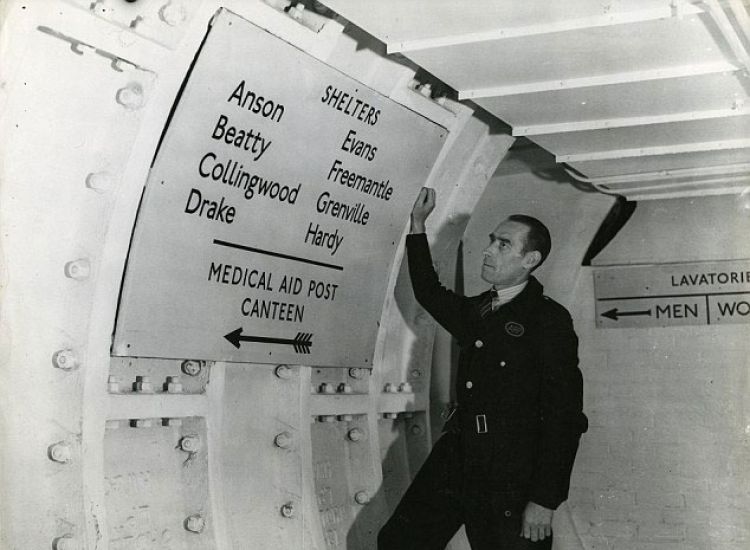 SHELTERS
Anson
Beatty
Collingwood
Drake
Evans
Freemantle
Grenville
Hardy
MEDICAL AID POST
CANTEEN
LAVATORIE
MEN
WO